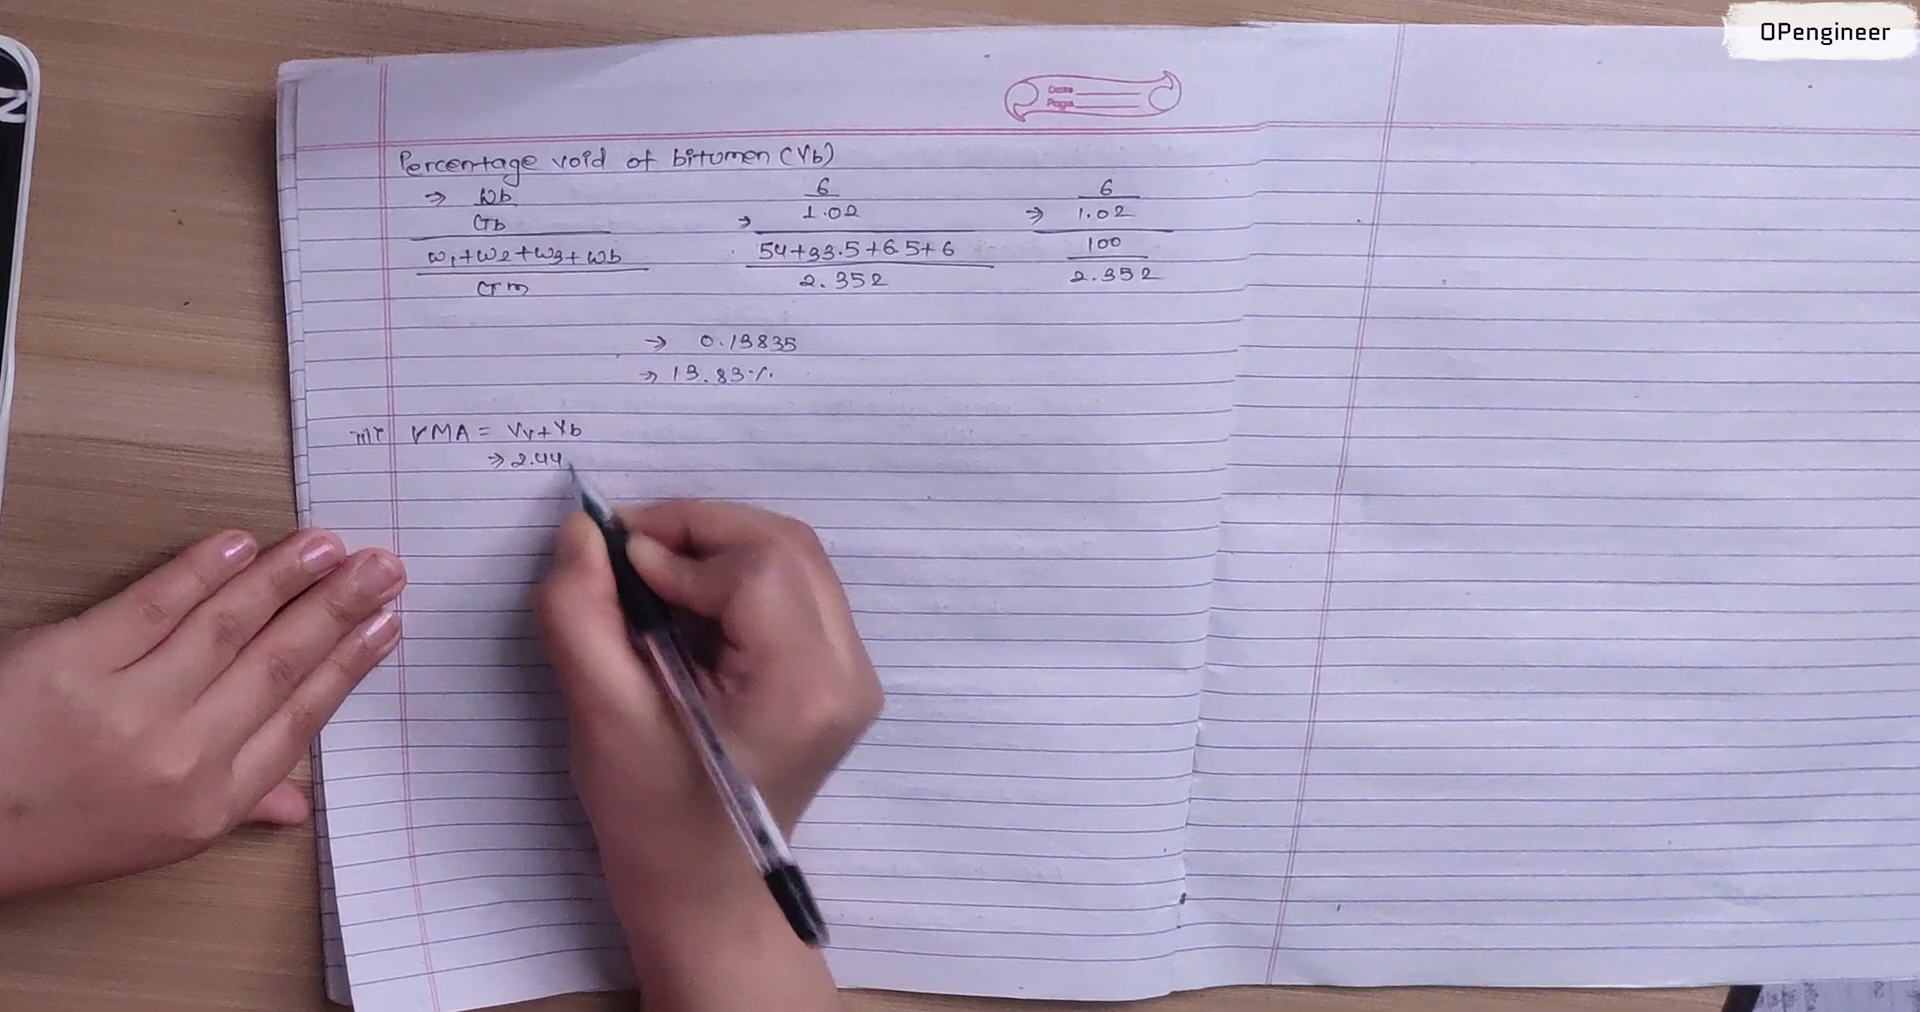 OPengineer
Date
Page
Percentage void of bitumen (Vb)
→ Wb / Gb / w1+w2+w3+wb / Gm
→ 6 / 1.02 / 54+33.5+6.5+6 / 2.352
→ 6 / 1.02 / 100 / 2.352
→ 0.13835
→ 13.83%
VMA = Vv+Vb
→ 2.44